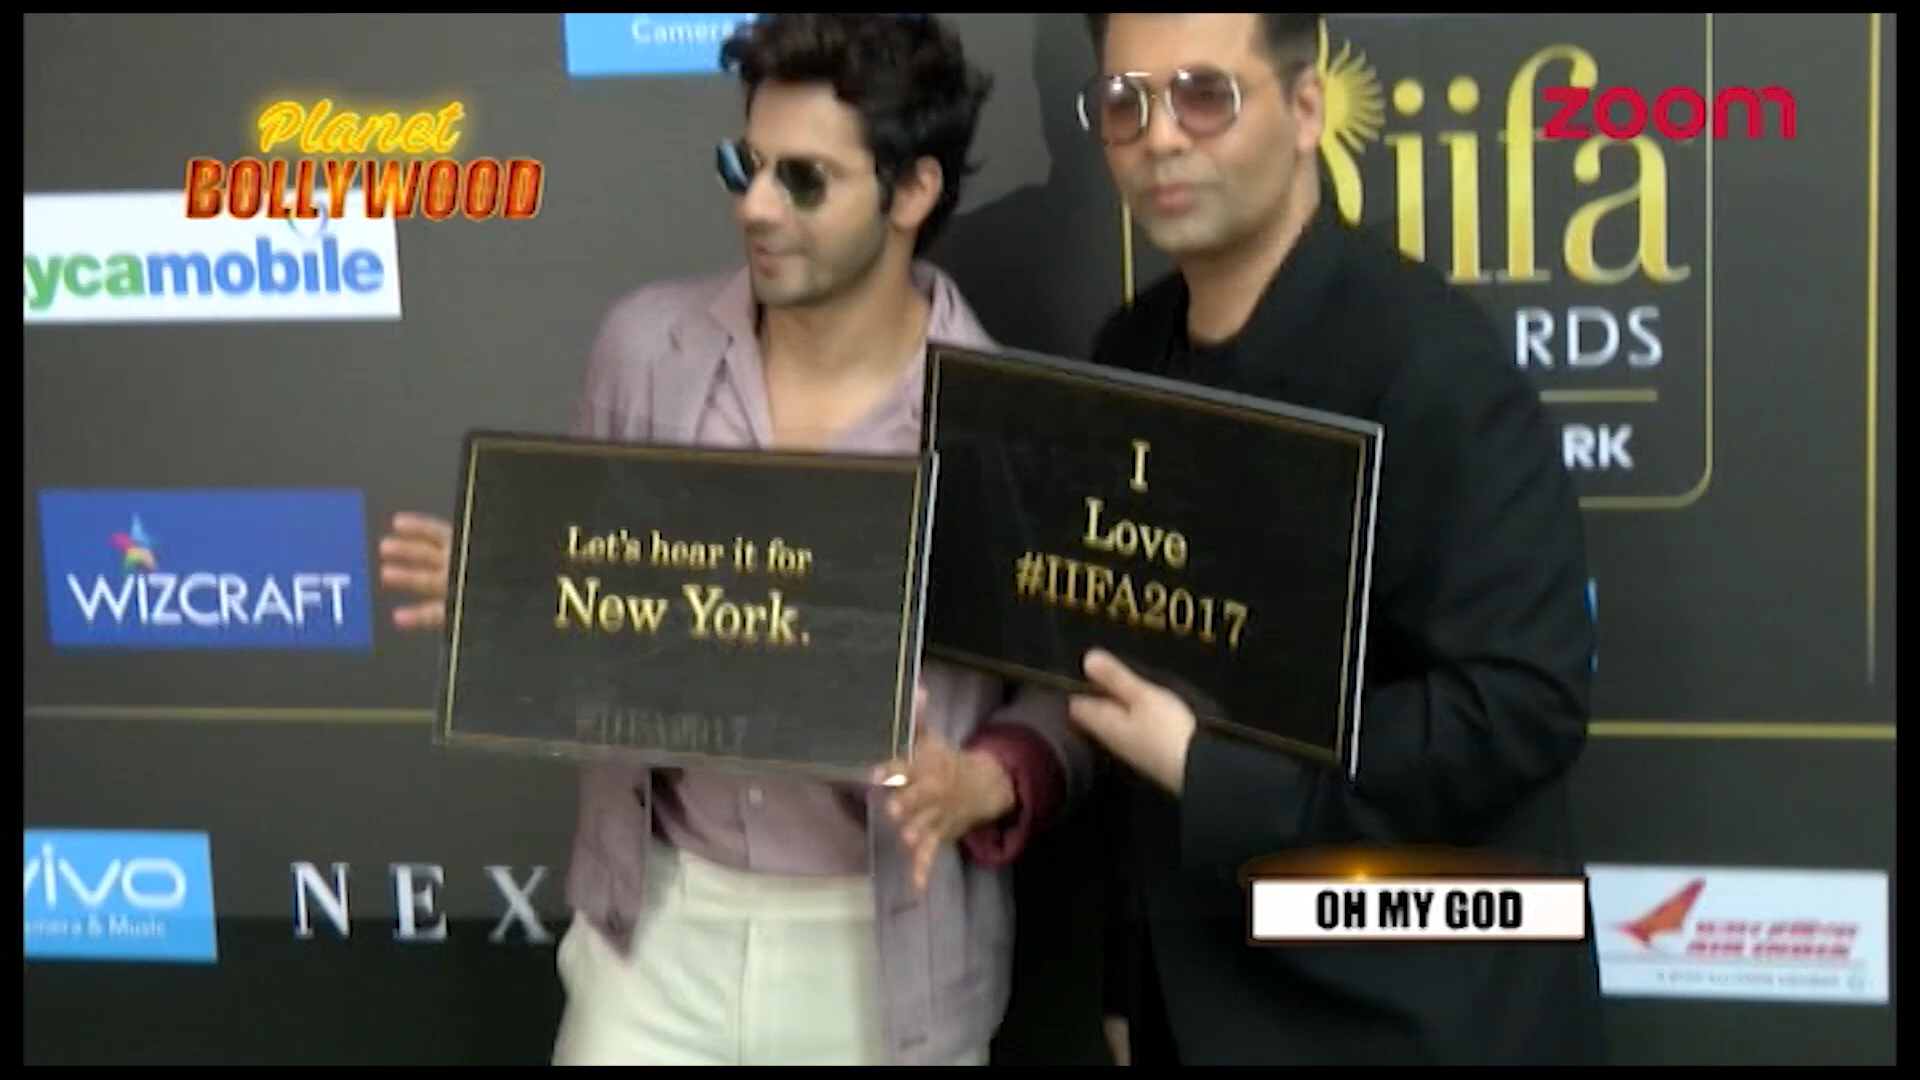 Camera
Planet
BOLLYWOOD
zoom
iifa
ycamobile
RDS
RK
I
Love
#IIFA2017
Let's hear it for
New York.
WIZCRAFT
vivo
mera & Music
NEX
OH MY GOD